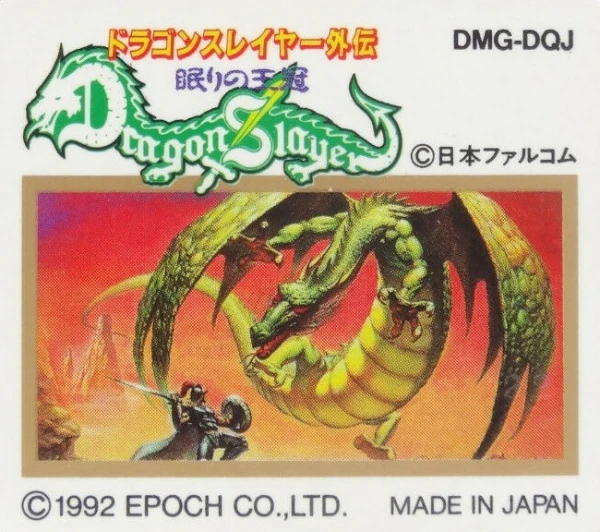 ドラゴンスレイヤー外伝
DMG-DQJ
眠りの王冠
Dragon Slayer
©日本ファルコム
©1992 EPOCH CO.,LTD.
MADE IN JAPAN